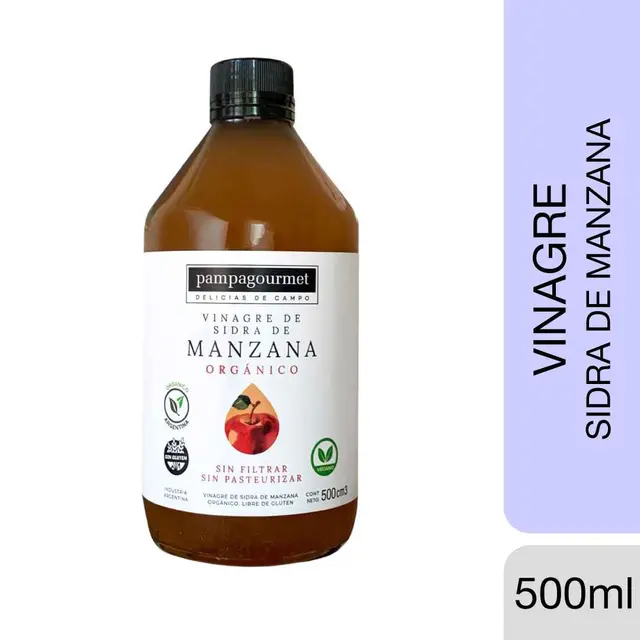 pampagourmet
DELICIAS DE CAMPO
VINAGRE DE
SIDRA DE
MANZANA
ORGÁNICO
ORGÁNICO
ARGENTINA
SIN GLUTEN
VEGANO
SIN FILTRAR
SIN PASTEURIZAR
INDUSTRIA
ARGENTINA
VINAGRE DE SIDRA DE MANZANA
ORGÁNICO, LIBRE DE GLUTEN
CONT
NETO 500cm3
VINAGRE
SIDRA DE MANZANA
500ml